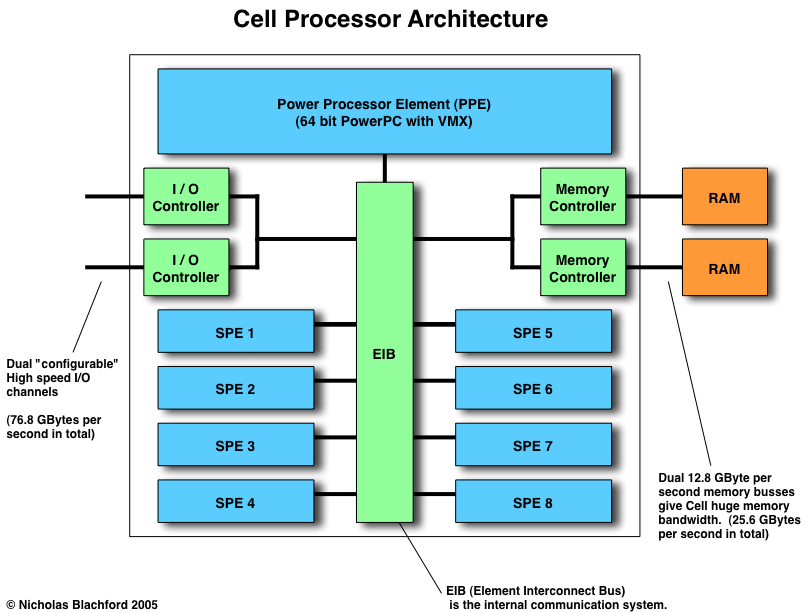 Cell Processor Architecture
Power Processor Element (PPE)
(64 bit PowerPC with VMX)
I / O
Controller
Memory
Controller
RAM
I / O
Controller
Memory
Controller
RAM
SPE 1
SPE 5
EIB
SPE 2
SPE 6
SPE 3
SPE 7
SPE 4
SPE 8
Dual "configurable"
High speed I/O
channels
(76.8 GBytes per
second in total)
Dual 12.8 GByte per
second memory busses
give Cell huge memory
bandwidth. (25.6 GBytes
per second in total)
EIB (Element Interconnect Bus)
is the internal communication system.
© Nicholas Blachford 2005